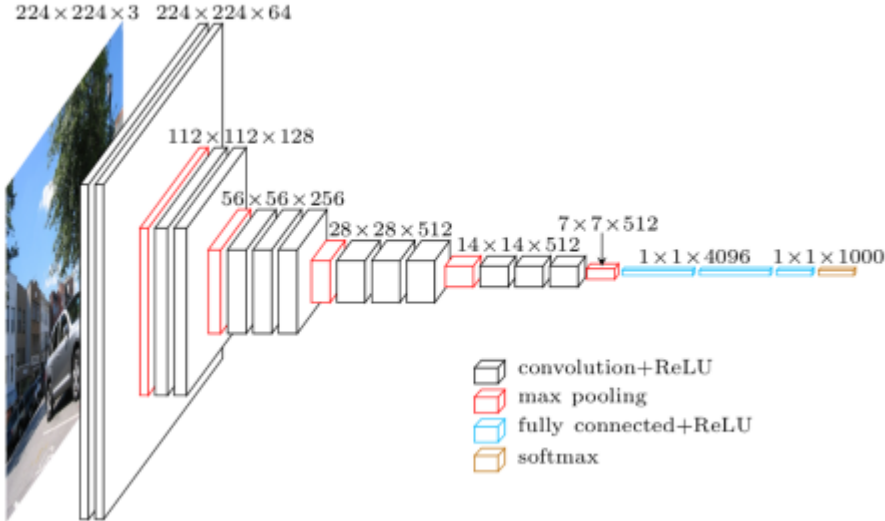 224×224×3
224×224×64
112×112×128
56×56×256
28×28×512
14×14×512
7×7×512
1×1×4096
1×1×1000
convolution+ReLU
max pooling
fully connected+ReLU
softmax